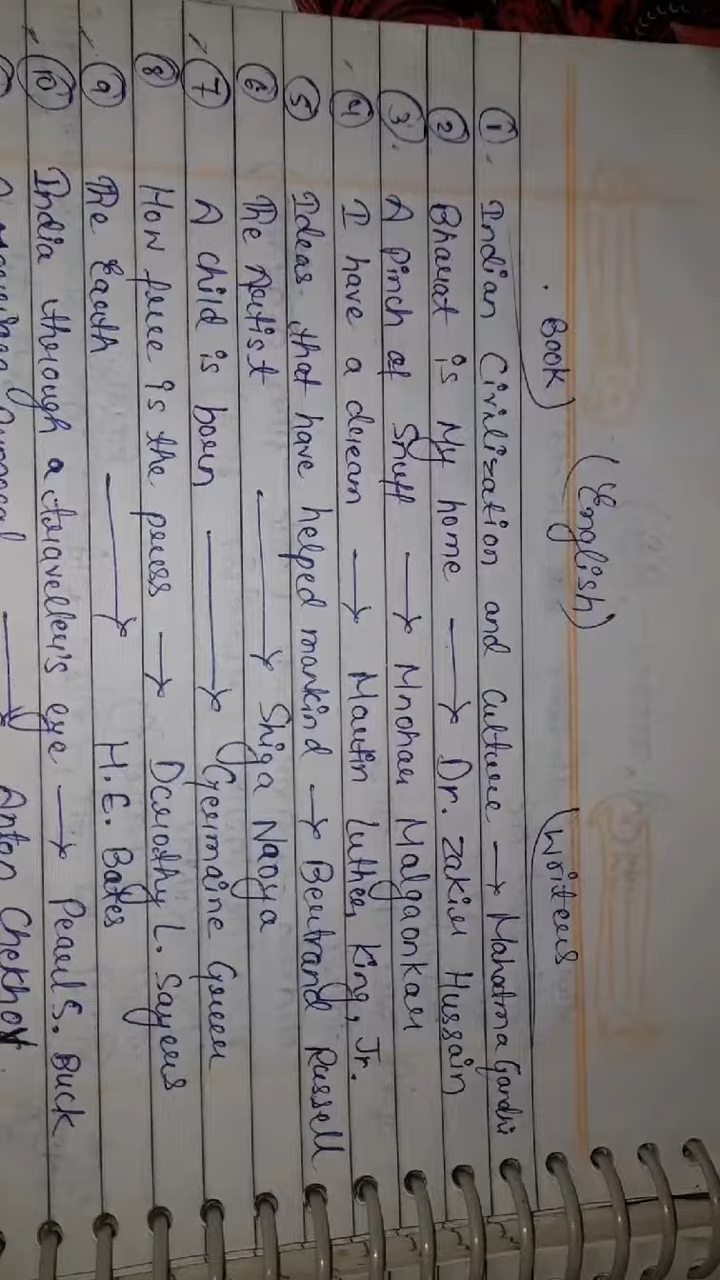 (English)
Book) (Writers
① Indian Civilization and culture → Mahatma Gandhi
② Bharat is My home → Dr. Zakir Hussain
③ A Pinch of Snuff → Mnohar Malgaonkar
④ I have a dream → Martin Luther King, Jr.
⑤ Ideas that have helped mankind → Bertrand Russell
⑥ The Artist → Shiga Naoya
⑦ A child is born → Germaine Greer
⑧ How free is the press → Dorothy L. Sayers
⑨ The Earth → H.E. Bates
⑩ India through a traveller's eye → Pearl S. Buck
→ Anton Chekhov